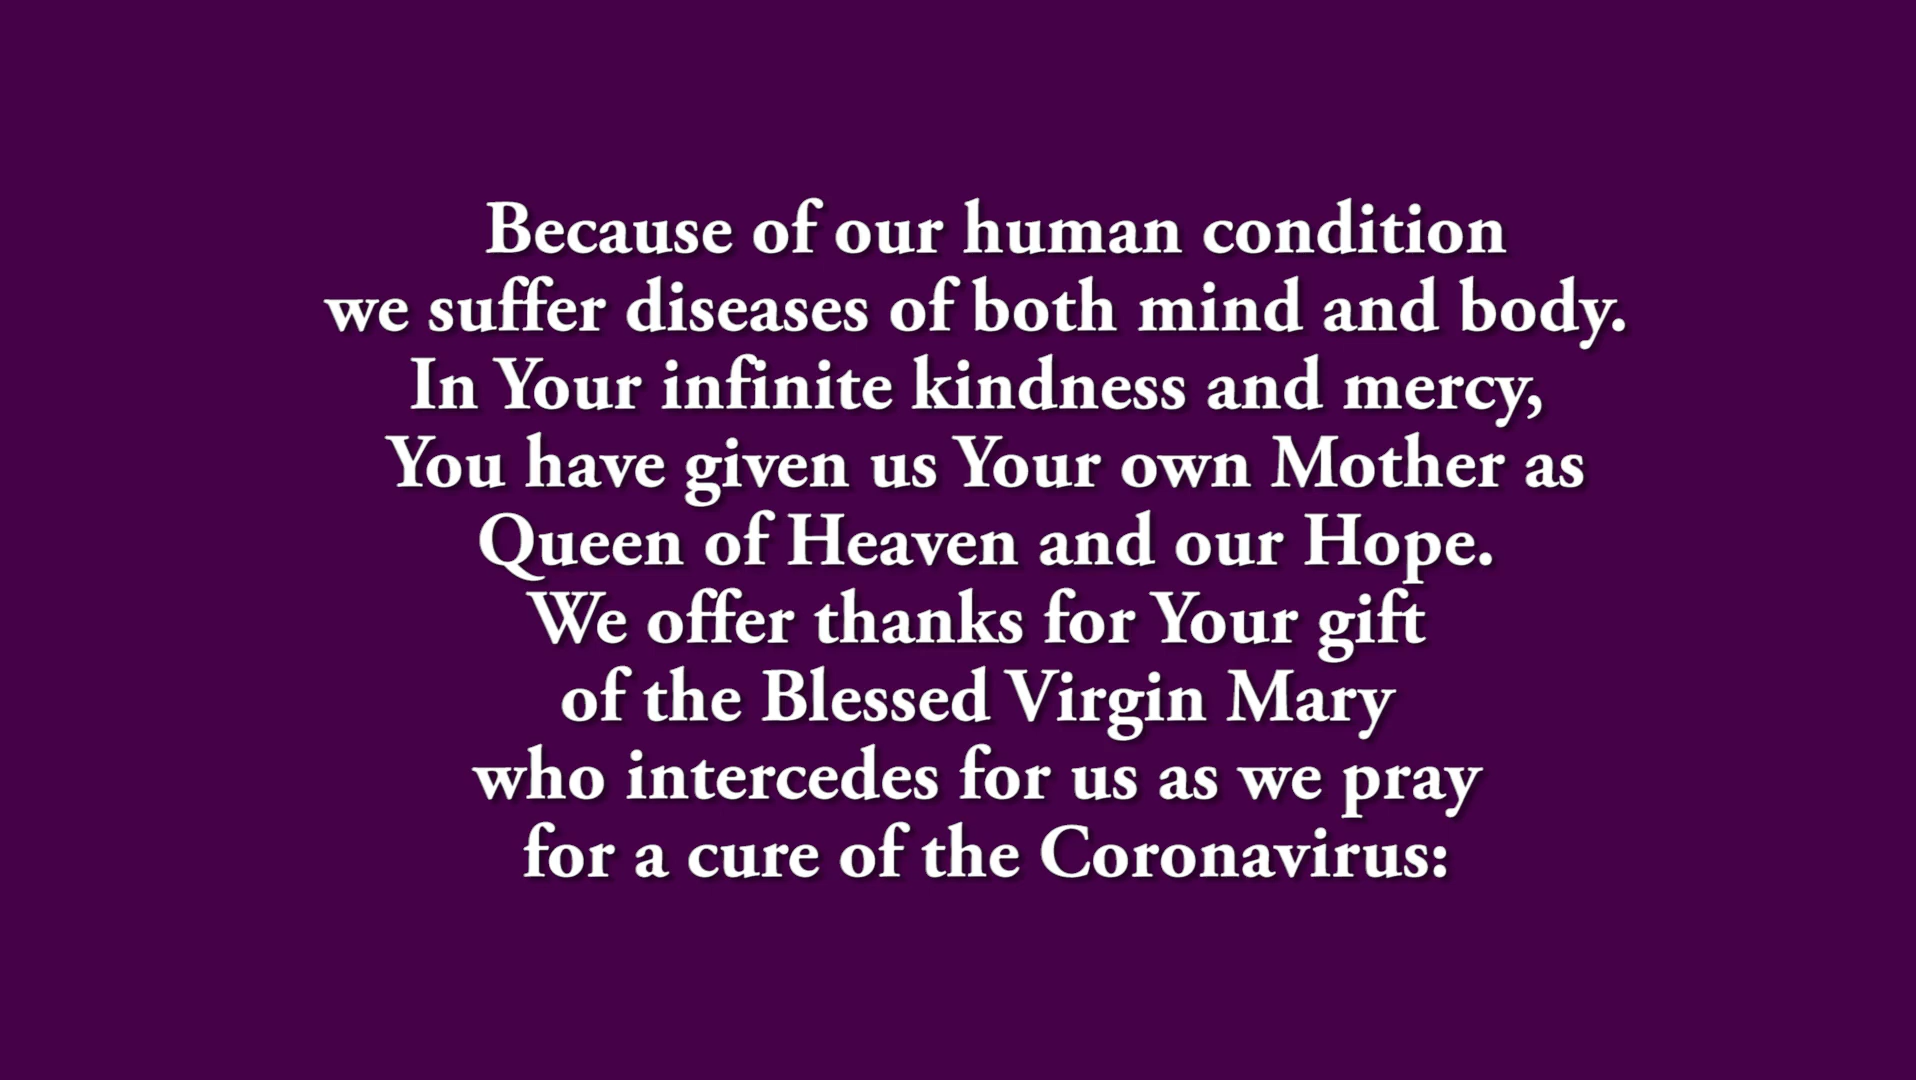 Because of our human condition
we suffer diseases of both mind and body.
In Your infinite kindness and mercy,
You have given us Your own Mother as
Queen of Heaven and our Hope.
We offer thanks for Your gift
of the Blessed Virgin Mary
who intercedes for us as we pray
for a cure of the Coronavirus: